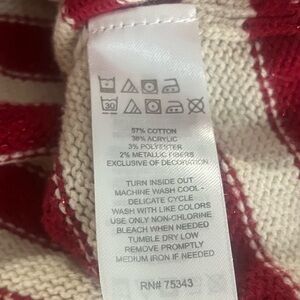 30
57% COTTON
38% ACRYLIC
3% POLYESTER
2% METALLIC FIBERS
EXCLUSIVE OF DECORATION
TURN INSIDE OUT
MACHINE WASH COOL -
DELICATE CYCLE
WASH WITH LIKE COLORS
USE ONLY NON-CHLORINE
BLEACH WHEN NEEDED
TUMBLE DRY LOW
REMOVE PROMPTLY
MEDIUM IRON IF NEEDED
RN# 75343